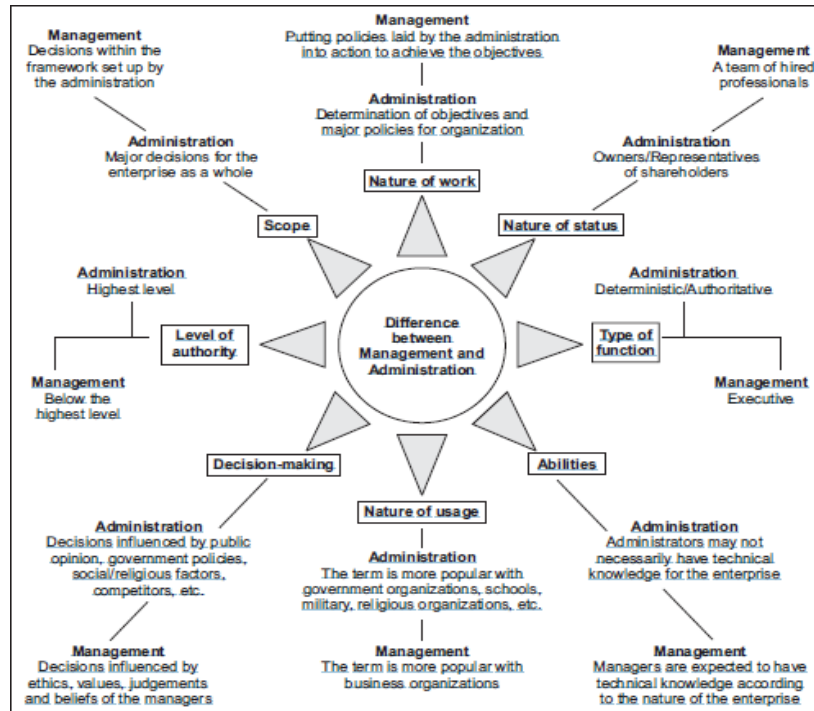 Management
Decisions within the
framework set up by
the administration
Administration
Major decisions for the
enterprise as a whole
Scope
Management
Putting policies laid by the administration
into action to achieve the objectives
Administration
Determination of objectives and
major policies for organization
Nature of work
Management
A team of hired
professionals
Administration
Owners/Representatives
of shareholders
Nature of status
Administration
Highest level
Level of
authority
Management
Below the
highest level
Difference
between
Management and
Administration
Administration
Deterministic/Authoritative
Type of
function
Management
Executive
Decision-making
Administration
Decisions influenced by public
opinion, government policies,
social/religious factors,
competitors, etc.
Management
Decisions influenced by
ethics, values, judgements
and beliefs of the managers
Nature of usage
Administration
The term is more popular with
government organizations, schools,
military, religious organizations, etc.
Management
The term is more popular with
business organizations
Abilities
Administration
Administrators may not
necessarily have technical
knowledge for the enterprise
Management
Managers are expected to have
technical knowledge according
to the nature of the enterprise